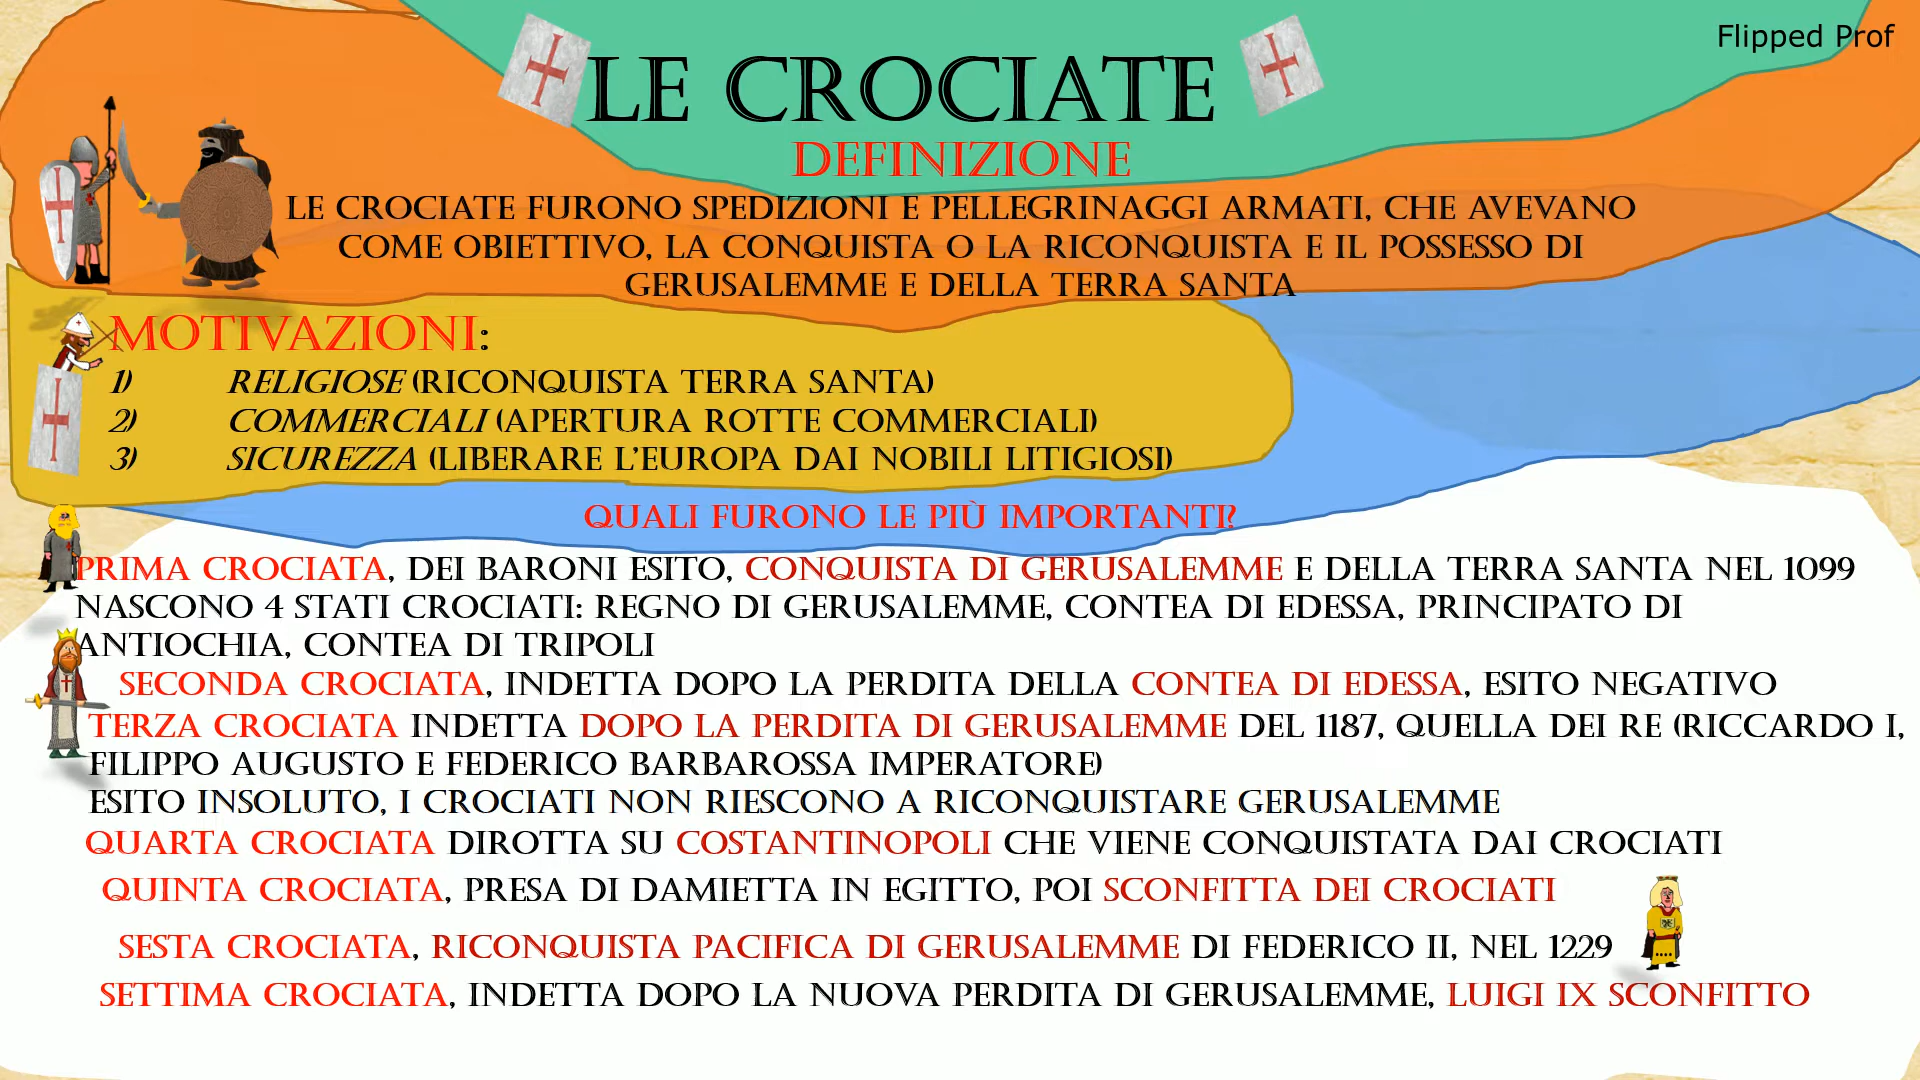 Flipped Prof
LE CROCIATE
DEFINIZIONE
LE CROCIATE FURONO SPEDIZIONI E PELLEGRINAGGI ARMATI, CHE AVEVANO
COME OBIETTIVO, LA CONQUISTA O LA RICONQUISTA E IL POSSESSO DI
GERUSALEMME E DELLA TERRA SANTA
MOTIVAZIONI:
1) RELIGIOSE (RICONQUISTA TERRA SANTA)
2) COMMERCIALI (APERTURA ROTTE COMMERCIALI)
3) SICUREZZA (LIBERARE L'EUROPA DAI NOBILI LITIGIOSI)
QUALI FURONO LE PIÙ IMPORTANTI?
PRIMA CROCIATA, DEI BARONI ESITO, CONQUISTA DI GERUSALEMME E DELLA TERRA SANTA NEL 1099
NASCONO 4 STATI CROCIATI: REGNO DI GERUSALEMME, CONTEA DI EDESSA, PRINCIPATO DI
ANTIOCHIA, CONTEA DI TRIPOLI
SECONDA CROCIATA, INDETTA DOPO LA PERDITA DELLA CONTEA DI EDESSA, ESITO NEGATIVO
TERZA CROCIATA INDETTA DOPO LA PERDITA DI GERUSALEMME DEL 1187, QUELLA DEI RE (RICCARDO I,
FILIPPO AUGUSTO E FEDERICO BARBAROSSA IMPERATORE)
ESITO INSOLUTO, I CROCIATI NON RIESCONO A RICONQUISTARE GERUSALEMME
QUARTA CROCIATA DIROTTA SU COSTANTINOPOLI CHE VIENE CONQUISTATA DAI CROCIATI
QUINTA CROCIATA, PRESA DI DAMIETTA IN EGITTO, POI SCONFITTA DEI CROCIATI
SESTA CROCIATA, RICONQUISTA PACIFICA DI GERUSALEMME DI FEDERICO II, NEL 1229
SETTIMA CROCIATA, INDETTA DOPO LA NUOVA PERDITA DI GERUSALEMME, LUIGI IX SCONFITTO